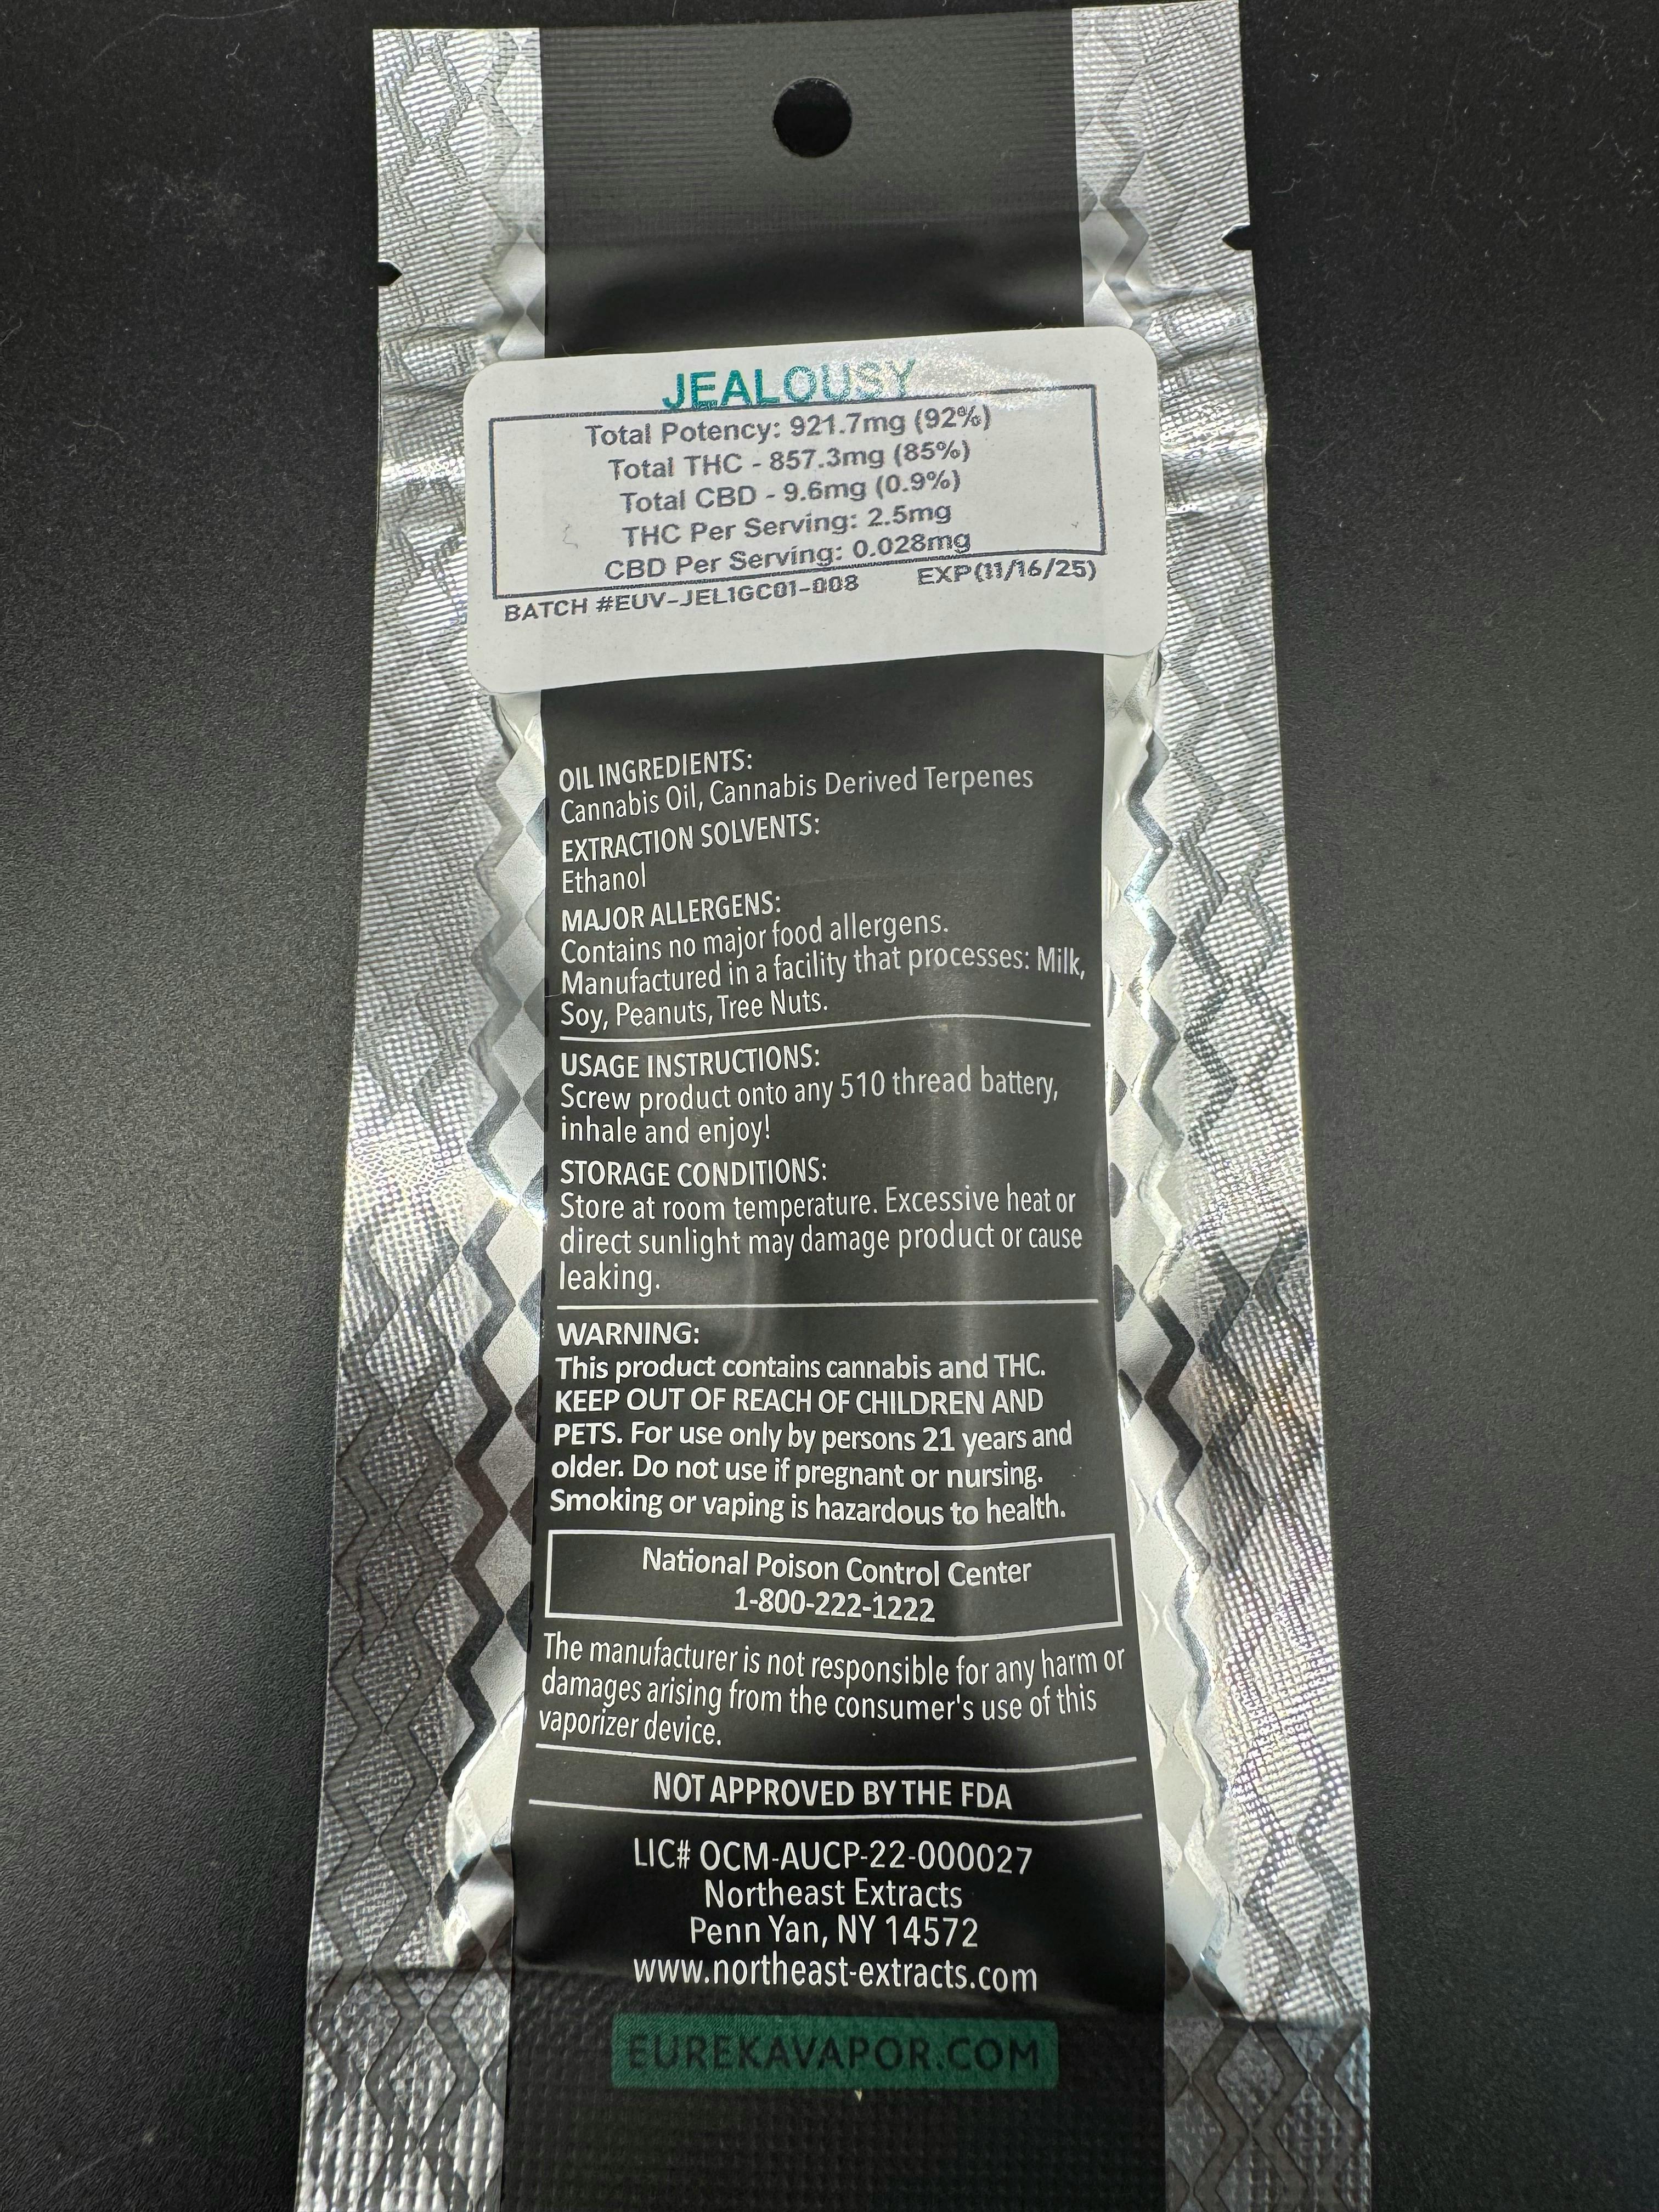 JEALOUSY
Total Potency: 921.7mg (92%)
Total THC - 857.3mg (85%)
Total CBD - 9.6mg (0.9%)
THC Per Serving: 2.5mg
CBD Per Serving: 0.028mg
BATCH #EUV-JEL1GC01-008 EXP(11/16/25)
OIL INGREDIENTS:
Cannabis Oil, Cannabis Derived Terpenes
EXTRACTION SOLVENTS:
Ethanol
MAJOR ALLERGENS:
Contains no major food allergens.
Manufactured in a facility that processes: Milk,
Soy, Peanuts, Tree Nuts.
USAGE INSTRUCTIONS:
Screw product onto any 510 thread battery,
inhale and enjoy!
STORAGE CONDITIONS:
Store at room temperature. Excessive heat or
direct sunlight may damage product or cause
leaking.
WARNING:
This product contains cannabis and THC.
KEEP OUT OF REACH OF CHILDREN AND
PETS. For use only by persons 21 years and
older. Do not use if pregnant or nursing.
Smoking or vaping is hazardous to health.
National Poison Control Center
1-800-222-1222
The manufacturer is not responsible for any harm or
damages arising from the consumer's use of this
vaporizer device.
NOT APPROVED BY THE FDA
LIC# OCM-AUCP-22-000027
Northeast Extracts
Penn Yan, NY 14572
www.northeast-extracts.com
EUREKAVAPOR.COM